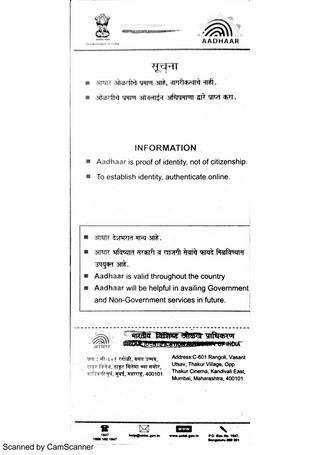 Government of India
AADHAAR
सूचना
आधार ओळखीचे प्रमाण आहे, नागरीकत्वाचे नाही.
ओळखीचे प्रमाण ऑनलाईन अधिप्रमाणा द्वारे प्राप्त करा.
INFORMATION
Aadhaar is proof of identity, not of citizenship.
To establish identity, authenticate online.
आधार देशभरात मान्य आहे.
आधार भविष्यात सरकारी व खाजगी सेवांचे फायदे मिळविण्यास
उपयुक्त आहे.
Aadhaar is valid throughout the country
Aadhaar will be helpful in availing Government
and Non-Government services in future.
भारतीय विशिष्ट ओळख प्राधिकरण
OF INDIA
पत्ता : सी-६०१ रंगोली, वसंत उत्सव,
ठाकुर विलेज, ठाकुर सिनेमा च्या समोर,
कांदिवली पूर्व, मुंबई, महाराष्ट्र, 400101
Address:C-601 Rangoli, Vasant
Utsav, Thakur Village, Opp
Thakur Cinema, Kandivali East,
Mumbai, Maharashtra, 400101
1947
1800 180 1947
help@uidai.gov.in
www.uidai.gov.in
P.O. Box No. 1947,
Bengaluru-560 001
Scanned by CamScanner